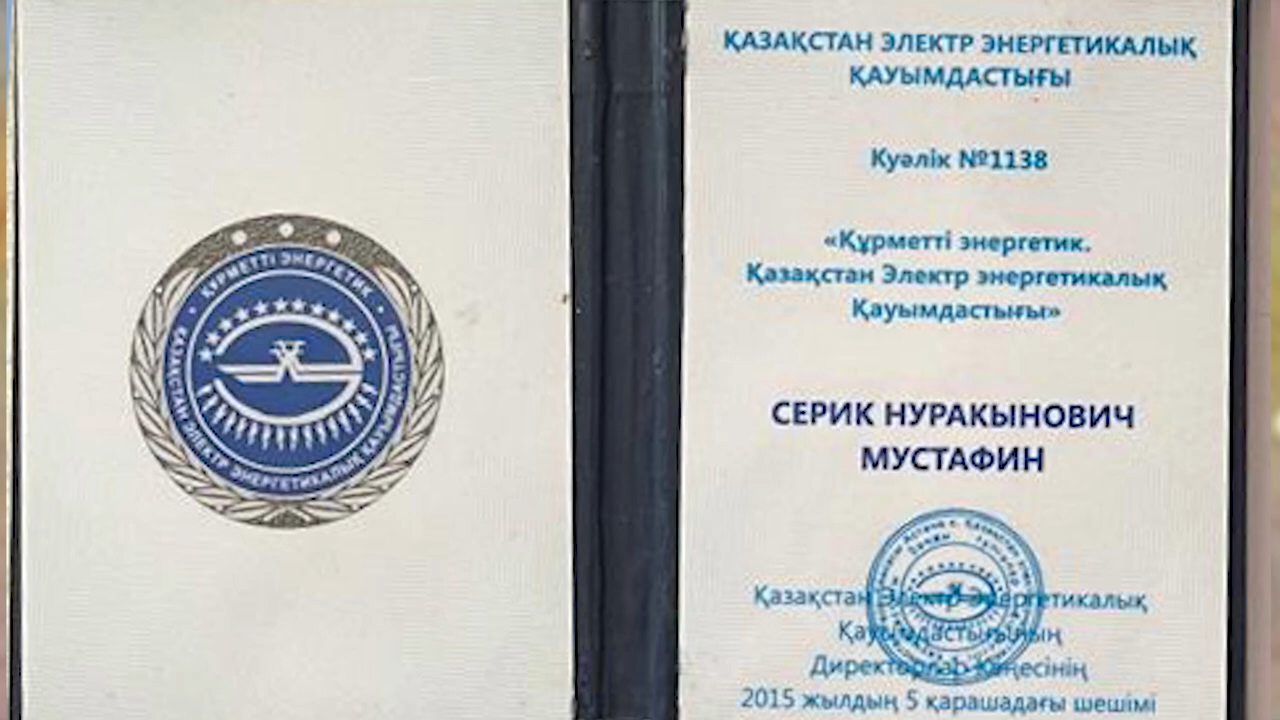 ҚҰРМЕТТІ ЭНЕРГЕТИК
ҚАЗАҚСТАН ЭЛЕКТР ЭНЕРГЕТИКАЛЫҚ ҚАУЫМДАСТЫҒЫ
ҚАЗАҚСТАН ЭЛЕКТР ЭНЕРГЕТИКАЛЫҚ
ҚАУЫМДАСТЫҒЫ
Куәлік №1138
«Құрметті энергетик.
Қазақстан Электр энергетикалық
Қауымдастығы»
СЕРИК НУРАКЫНОВИЧ
МУСТАФИН
Қазақстан Электр Энергетикалық
Қауымдастығының
Директорлар Кеңесінің
2015 жылдың 5 қарашадағы шешімі